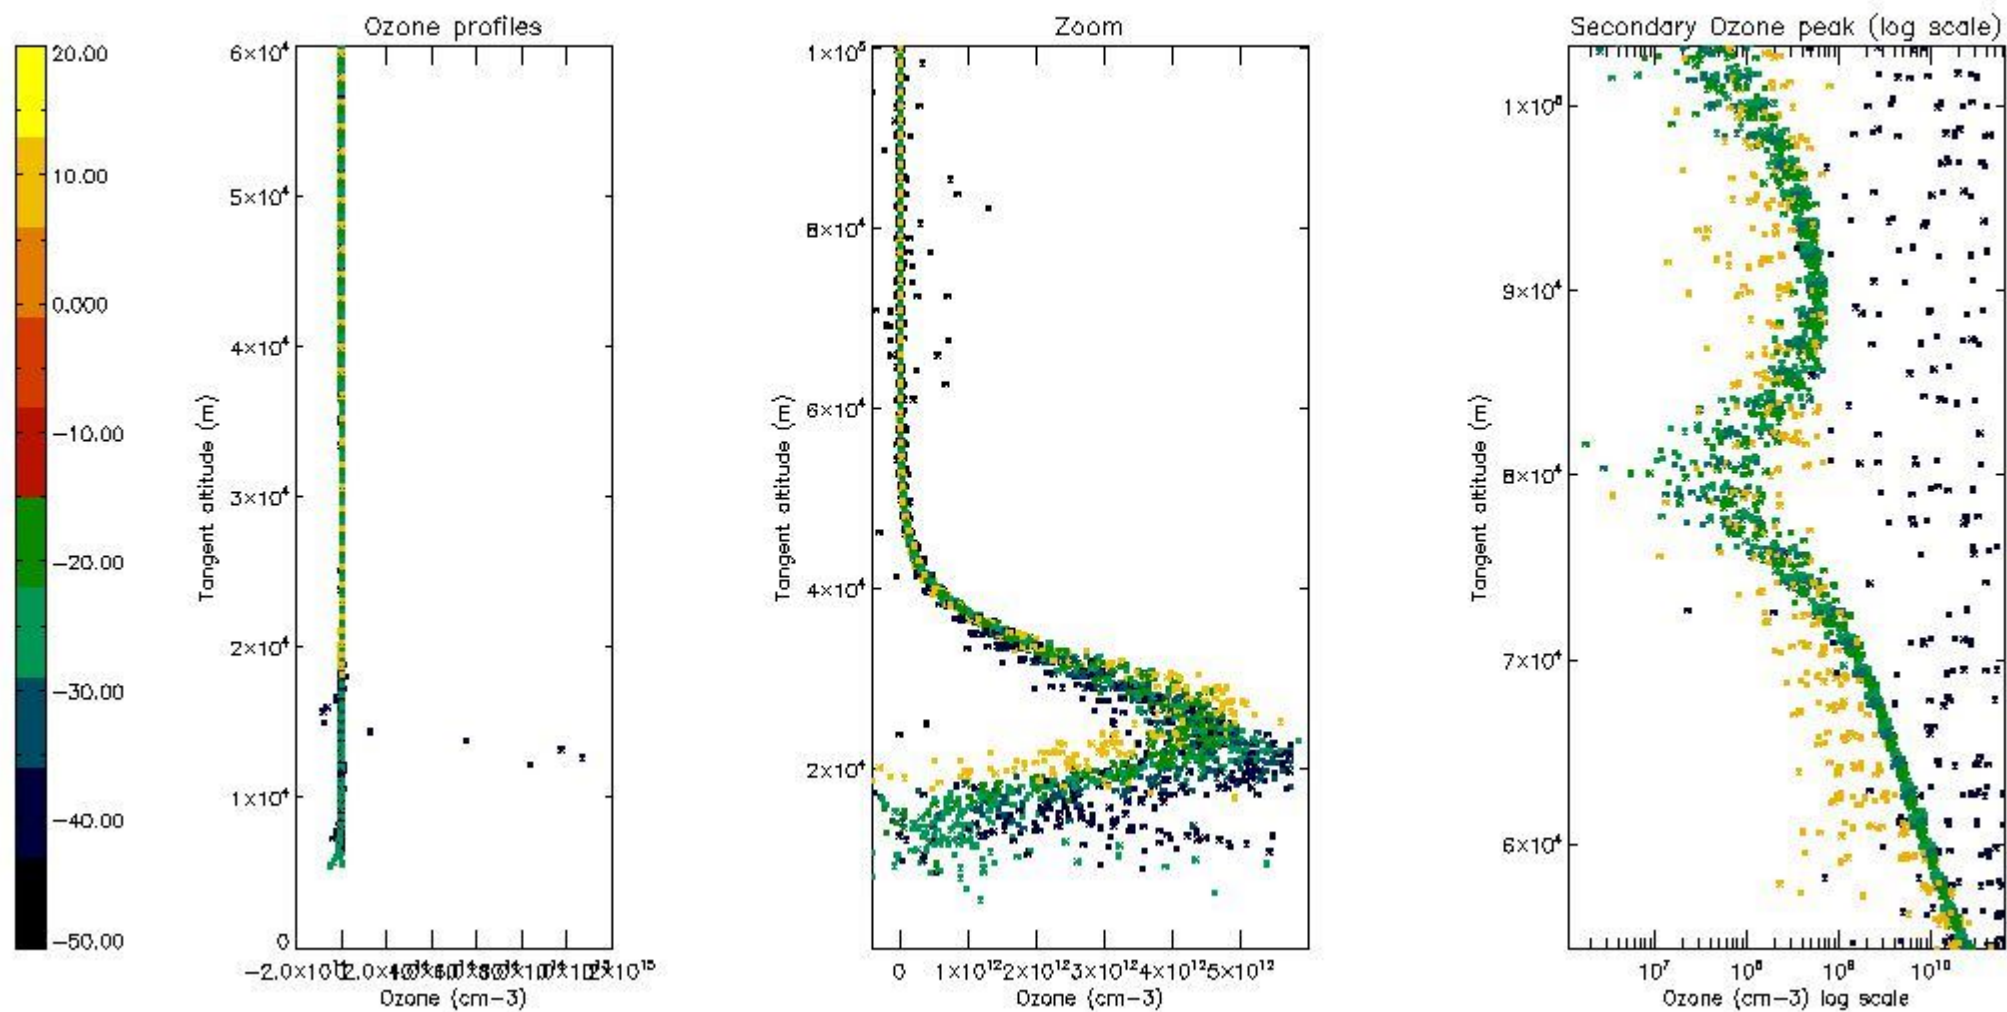 Ozone profiles
Zoom
Secondary Ozone peak (log scale)
20.00
10.00
0.000
−10.00
−20.00
−30.00
−40.00
−50.00
6×10⁴
5×10⁴
4×10⁴
3×10⁴
2×10⁴
1×10⁴
0
Tangent altitude (m)
Ozone (cm−3)
1×10⁵
8×10⁴
6×10⁴
4×10⁴
2×10⁴
Tangent altitude (m)
0 1×10¹² 2×10¹² 3×10¹² 4×10¹² 5×10¹²
Ozone (cm−3)
1×10⁵
9×10⁴
8×10⁴
7×10⁴
6×10⁴
Tangent altitude (m)
10⁷ 10⁸ 10⁹ 10¹⁰
Ozone (cm−3) log scale